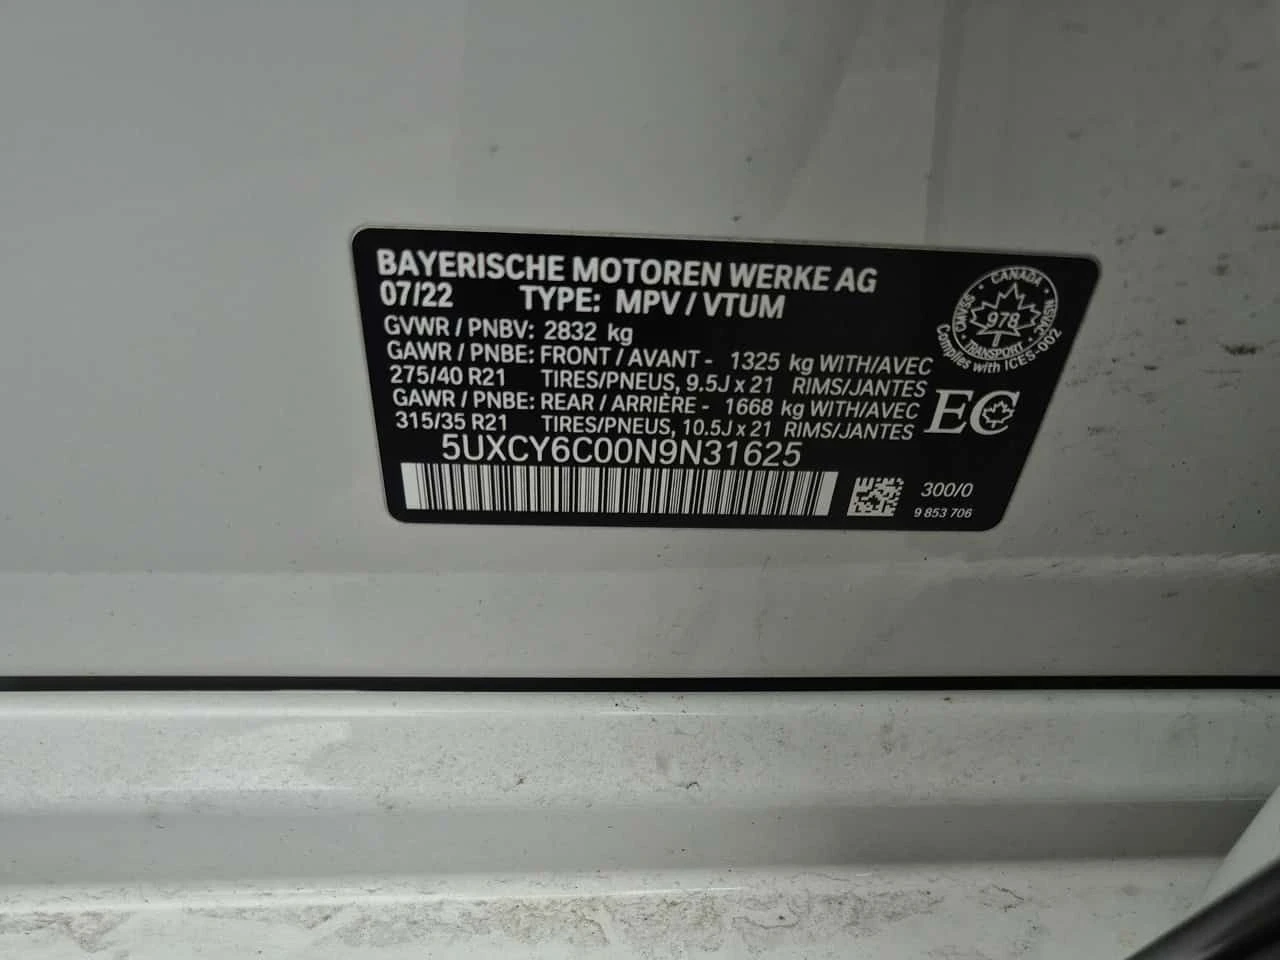 BAYERISCHE MOTOREN WERKE AG
07/22 TYPE: MPV / VTUM
GVWR / PNBV: 2832 kg
GAWR / PNBE: FRONT / AVANT - 1325 kg WITH/AVEC
275/40 R21 TIRES/PNEUS, 9.5J x 21 RIMS/JANTES
GAWR / PNBE: REAR / ARRIÈRE - 1668 kg WITH/AVEC
315/35 R21 TIRES/PNEUS, 10.5J x 21 RIMS/JANTES
5UXCY6C00N9N31625
300/0
9 853 706
CANADA
CMVSS
NSVAC
978
TRANSPORT
Complies with ICES-002
EC